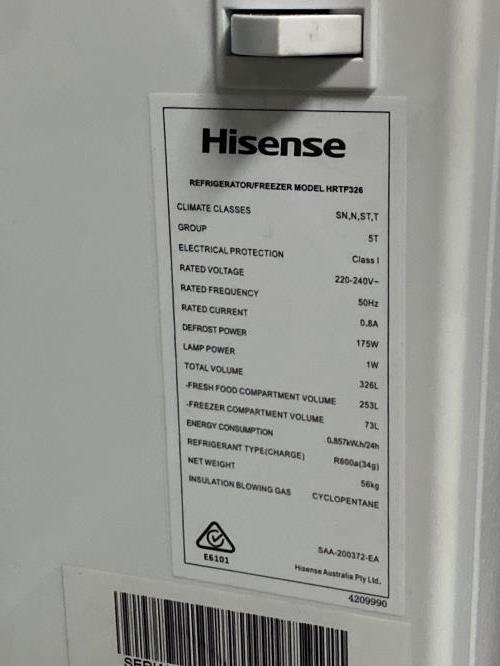 Hisense
REFRIGERATOR/FREEZER MODEL HRTF326
CLIMATE CLASSES SN,N,ST,T
GROUP 5T
ELECTRICAL PROTECTION Class I
RATED VOLTAGE 220-240V~
RATED FREQUENCY 50Hz
RATED CURRENT 0.8A
DEFROST POWER 175W
LAMP POWER 1W
TOTAL VOLUME 326L
-FRESH FOOD COMPARTMENT VOLUME 253L
-FREEZER COMPARTMENT VOLUME 73L
ENERGY CONSUMPTION 0.857kW.h/24h
REFRIGERANT TYPE(CHARGE) R600a(34g)
NET WEIGHT 56kg
INSULATION BLOWING GAS CYCLOPENTANE
E6101
SAA-200372-EA
Hisense Australia Pty Ltd.
4209990